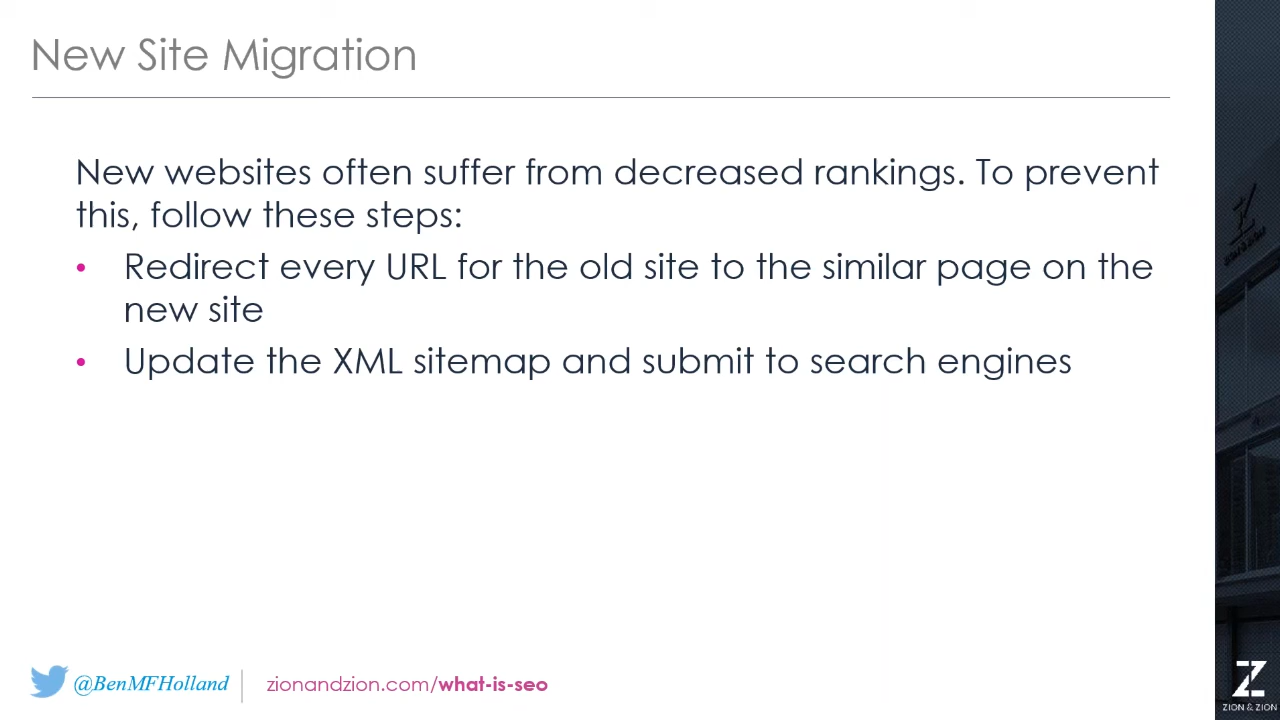 New Site Migration
New websites often suffer from decreased rankings. To prevent
this, follow these steps:
• Redirect every URL for the old site to the similar page on the
new site
• Update the XML sitemap and submit to search engines
@BenMFHolland
zionandzion.com/what-is-seo
ZION & ZION